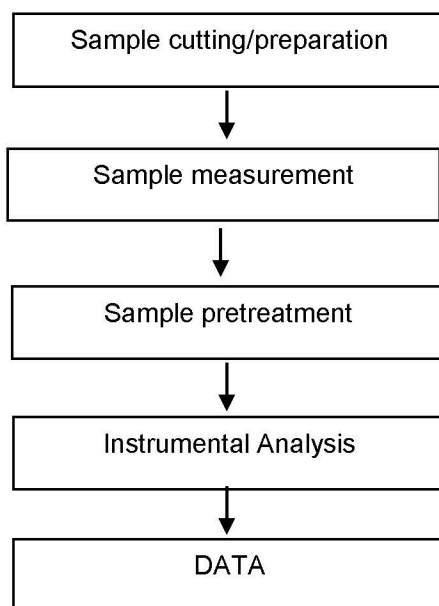 Sample cutting/preparation
Sample measurement
Sample pretreatment
Instrumental Analysis
DATA